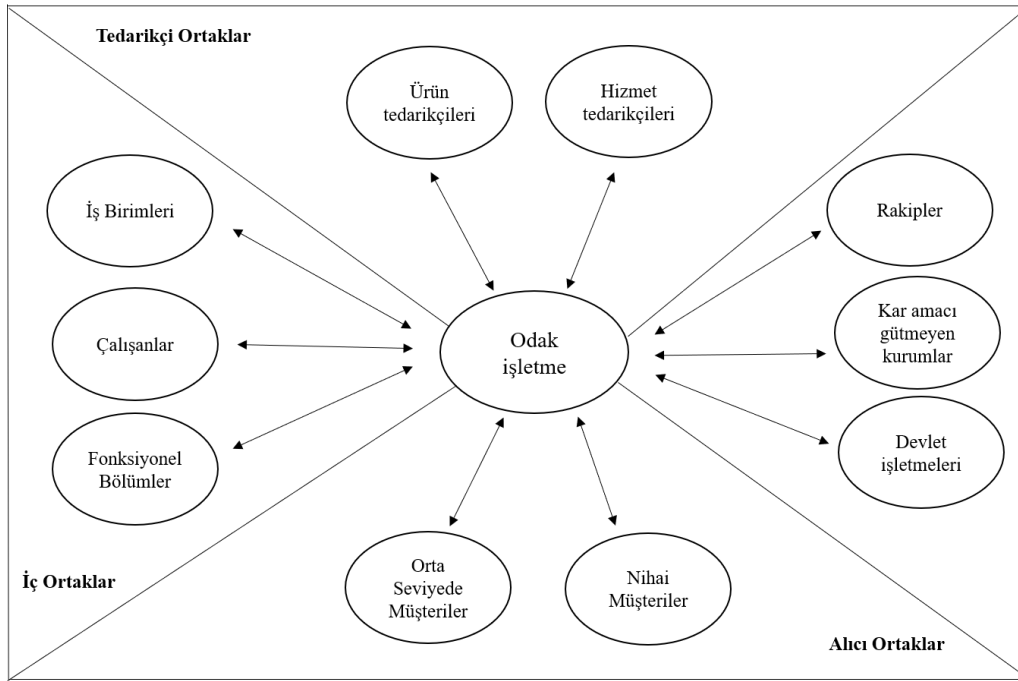 Tedarikçi Ortaklar
Ürün
tedarikçileri
Hizmet
tedarikçileri
İş Birimleri
Rakipler
Çalışanlar
Odak
işletme
Kar amacı
gütmeyen
kurumlar
Fonksiyonel
Bölümler
Devlet
işletmeleri
İç Ortaklar
Orta
Seviyede
Müşteriler
Nihai
Müşteriler
Alıcı Ortaklar